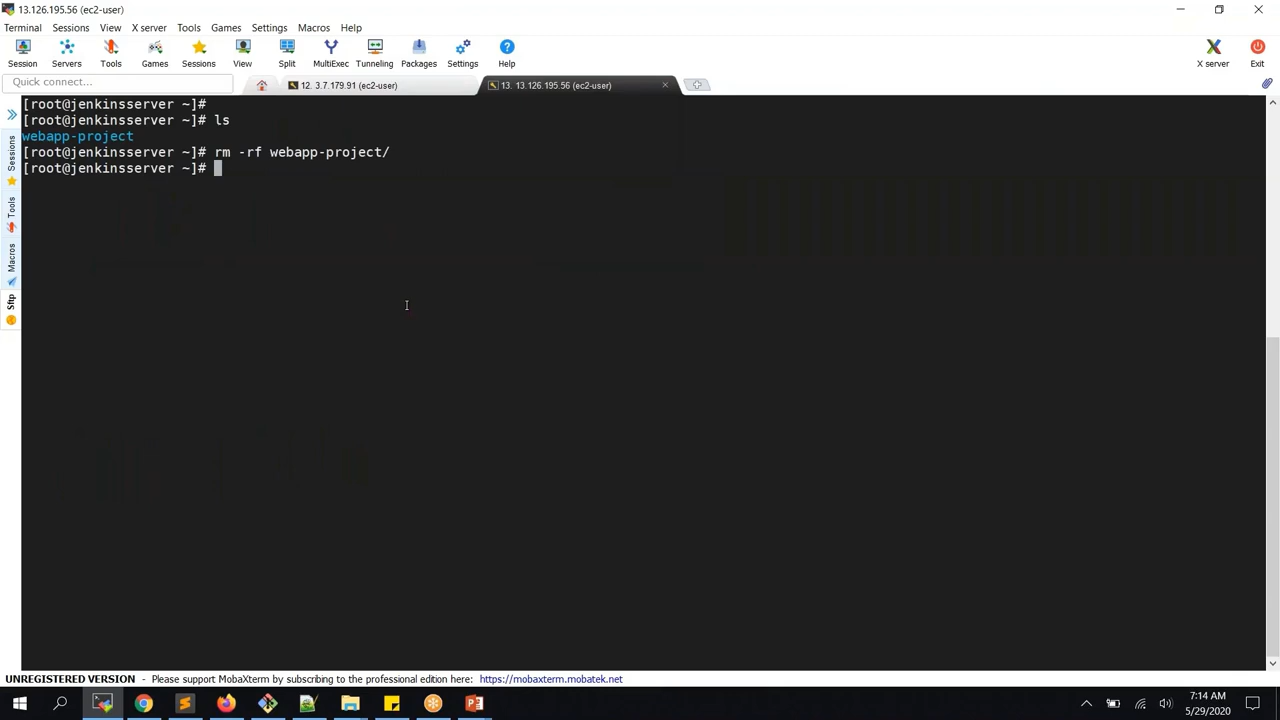 13.126.195.56 (ec2-user)
Terminal Sessions View X server Tools Games Settings Macros Help
Session Servers Tools Games Sessions View Split MultiExec Tunneling Packages Settings Help X server Exit
Quick connect...
12. 3.7.179.91 (ec2-user)
13. 13.126.195.56 (ec2-user)
[root@jenkinsserver ~]#
[root@jenkinsserver ~]# ls
webapp-project
[root@jenkinsserver ~]# rm -rf webapp-project/
[root@jenkinsserver ~]#
Sessions
Tools
Macros
Sftp
UNREGISTERED VERSION - Please support MobaXterm by subscribing to the professional edition here: https://mobaxterm.mobatek.net
7:14 AM
5/29/2020